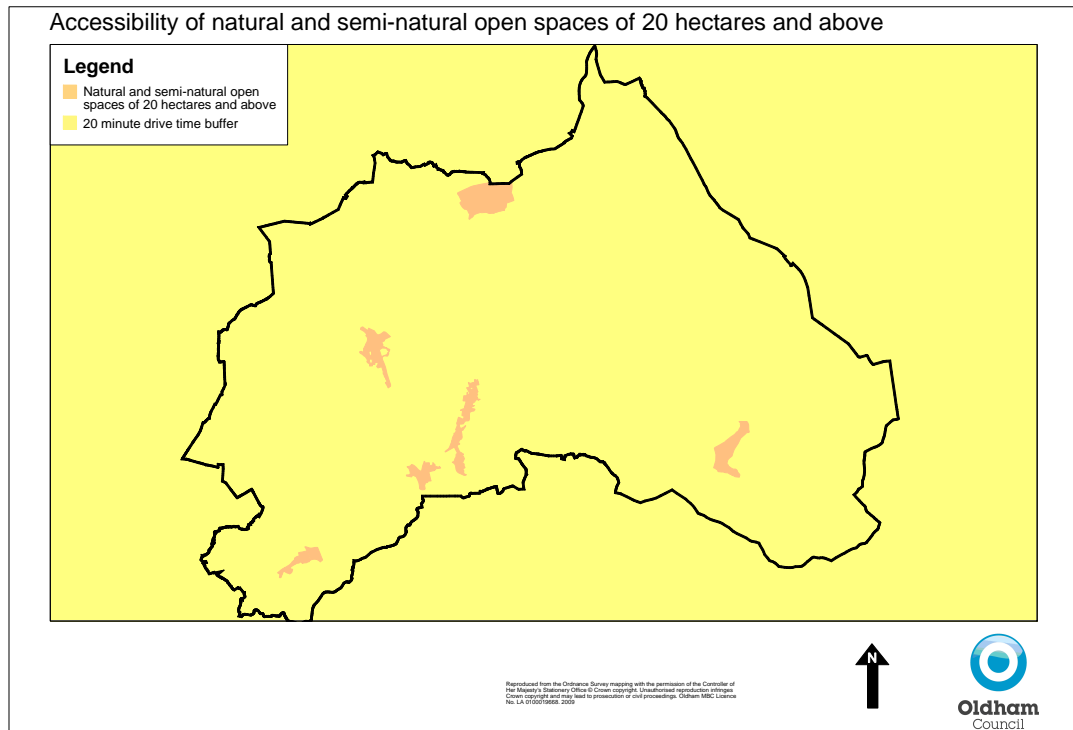 Accessibility of natural and semi-natural open spaces of 20 hectares and above
Legend
Natural and semi-natural open
spaces of 20 hectares and above
20 minute drive time buffer
N
Reproduced from the Ordnance Survey mapping with the permission of the Controller of
Her Majesty's Stationery Office © Crown copyright. Unauthorised reproduction infringes
Crown copyright and may lead to prosecution or civil proceedings. Oldham MBC Licence
No. LA 0100019668. 2009
Oldham
Council